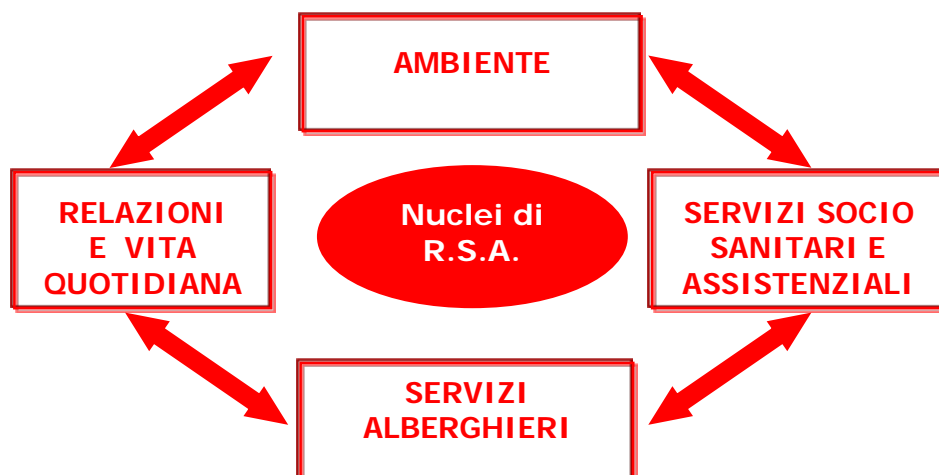 AMBIENTE
RELAZIONI
E VITA
QUOTIDIANA
Nuclei di
R.S.A.
SERVIZI SOCIO
SANITARI E
ASSISTENZIALI
SERVIZI
ALBERGHIERI